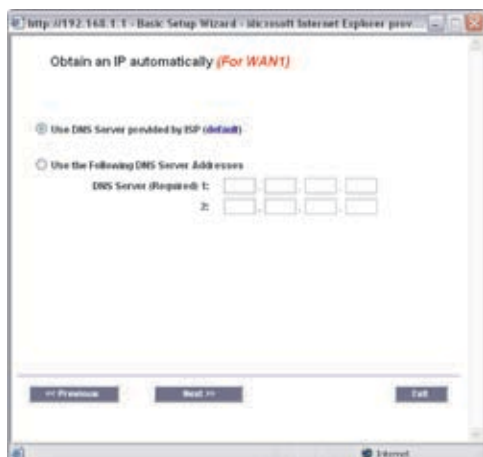 http://192.168.1.1 - Basic Setup Wizard - Microsoft Internet Explorer prov...
Obtain an IP automatically (For WAN1)
Use DNS Server provided by ISP (default)
Use the Following DNS Server Addresses
DNS Server (Required) 1:
2:
<< Previous
Next >>
Exit
Internet